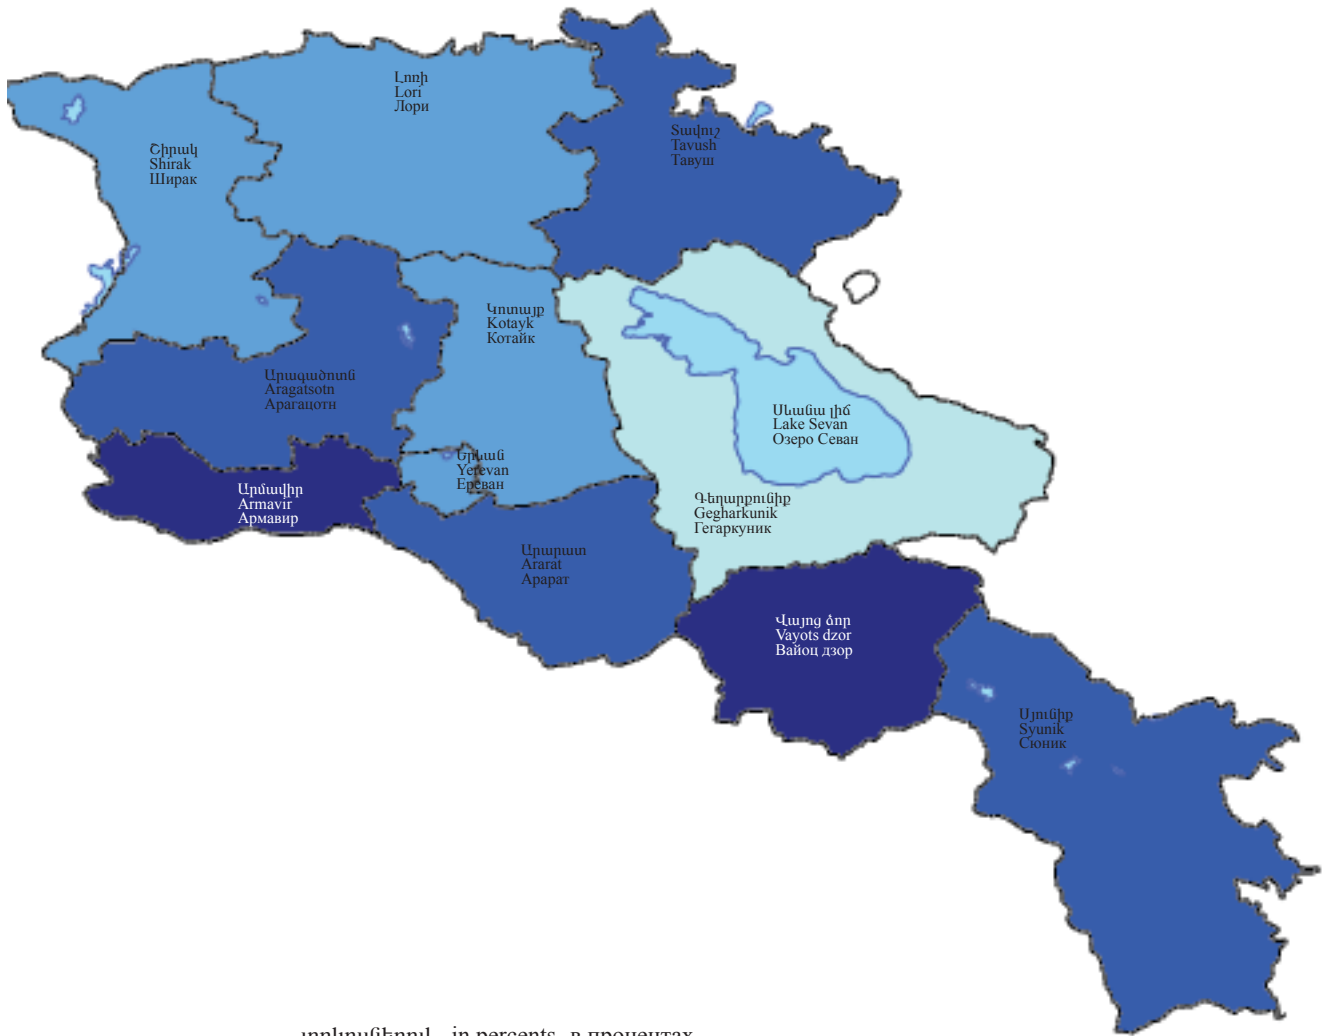 Լոռի
Lori
Лори
Տավուշ
Tavush
Тавуш
Շիրակ
Shirak
Ширак
Կոտայք
Kotayk
Котайк
Արագածոտն
Aragatsotn
Арагацотн
Սևանա լիճ
Lake Sevan
Озеро Севан
Երևան
Yerevan
Ереван
Արմավիր
Armavir
Армавир
Գեղարքունիք
Gegharkunik
Гегаркуник
Արարատ
Ararat
Арарат
Վայոց ձոր
Vayots dzor
Вайоц дзор
Սյունիք
Syunik
Сюник
in percents в процентах